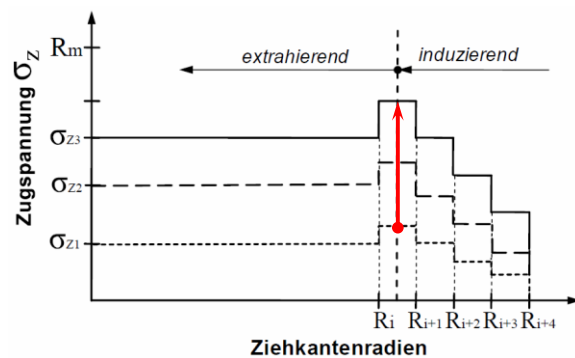 Zugspannung σZ
Rm
extrahierend
induzierend
σZ3
σZ2
σZ1
Ri
Ri+1
Ri+2
Ri+3
Ri+4
Ziehkantenradien